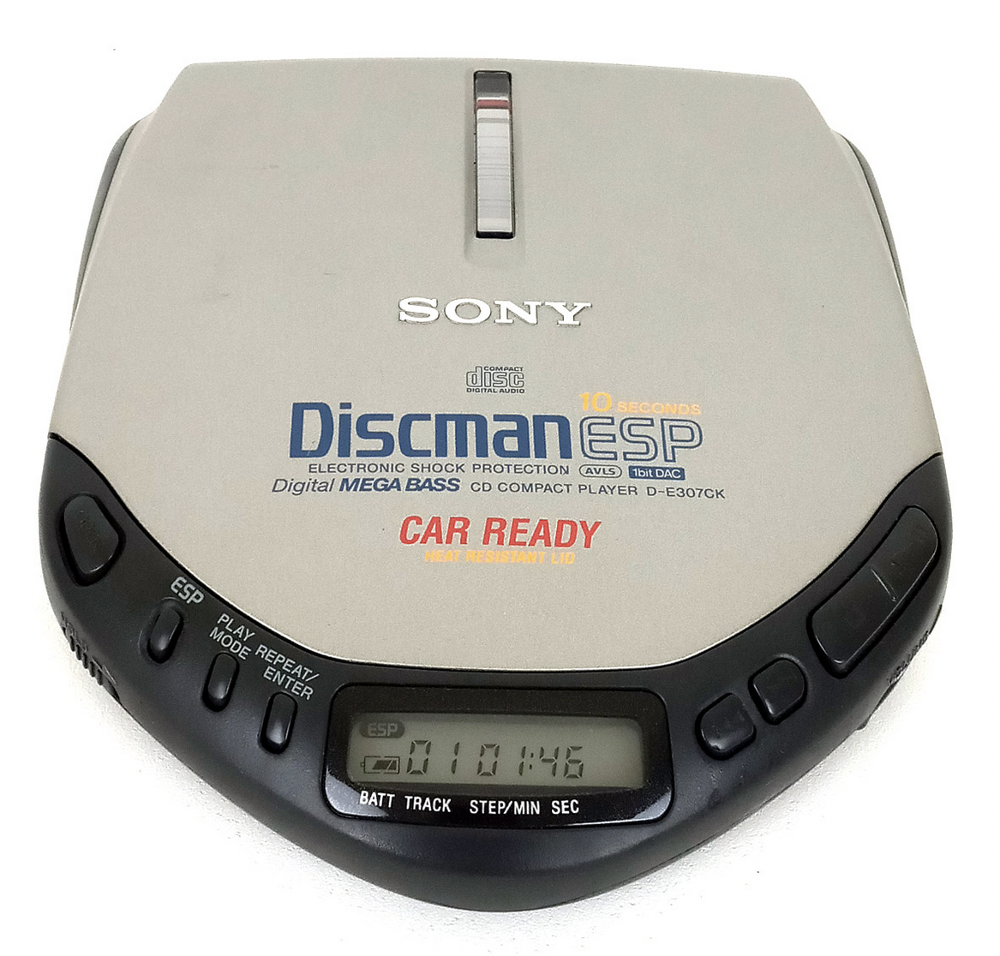 SONY
COMPACT
disc
DIGITAL AUDIO
10 SECONDS
Discman ESP
ELECTRONIC SHOCK PROTECTION AVLS 1bit DAC
Digital MEGA BASS CD COMPACT PLAYER D-E307CK
CAR READY
HEAT RESISTANT LID
ESP
PLAY MODE
REPEAT/
ENTER
ESP
01 01:46
BATT TRACK STEP/MIN SEC